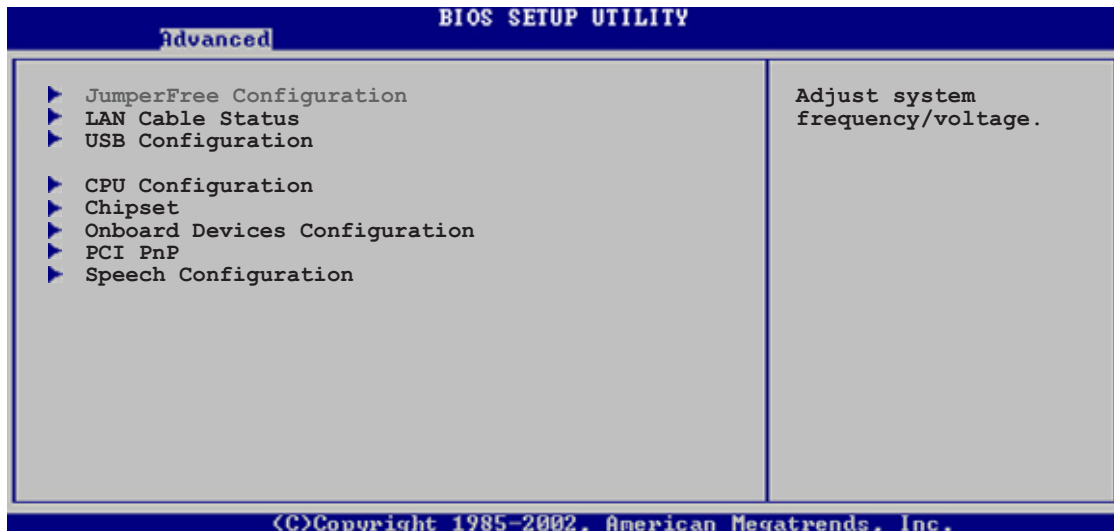 BIOS SETUP UTILITY
Advanced
JumperFree Configuration
LAN Cable Status
USB Configuration
CPU Configuration
Chipset
Onboard Devices Configuration
PCI PnP
Speech Configuration
Adjust system
frequency/voltage.
(C)Copyright 1985-2002, American Megatrends, Inc.